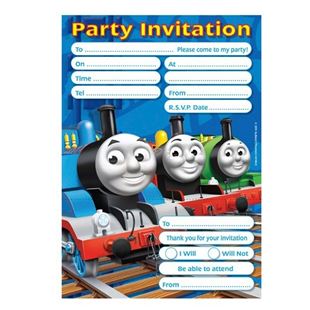 Party Invitation
To ............ Please come to my party!
On ............ At ............
Time ............
Tel ............ From ............
R.S.V.P. Date ............
To ............
Thank you for your invitation
I Will Will Not
Be able to attend
From ............